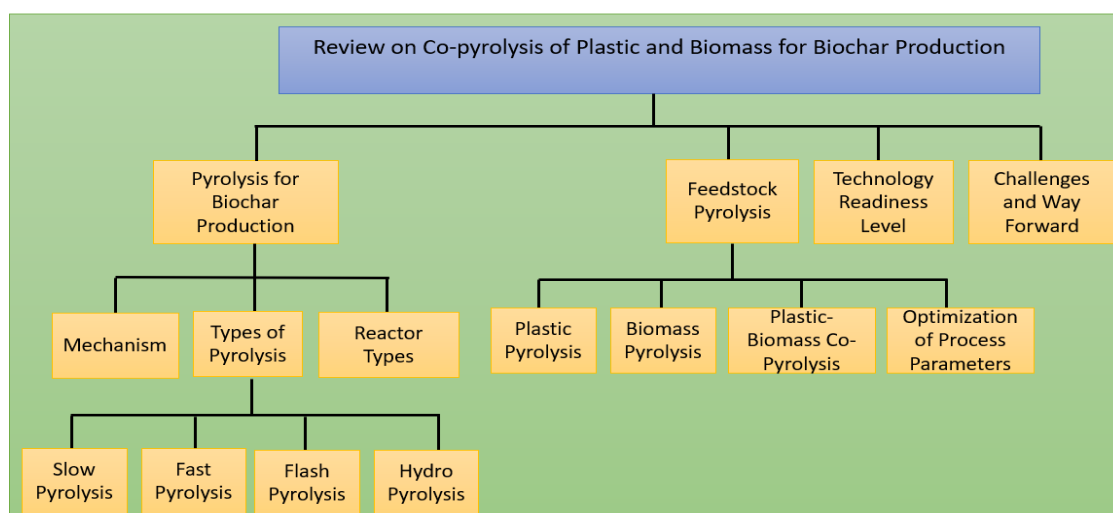 Review on Co-pyrolysis of Plastic and Biomass for Biochar Production
Pyrolysis for
Biochar
Production
Feedstock
Pyrolysis
Technology
Readiness
Level
Challenges
and Way
Forward
Mechanism
Types of
Pyrolysis
Reactor
Types
Plastic
Pyrolysis
Biomass
Pyrolysis
Plastic-
Biomass Co-
Pyrolysis
Optimization
of Process
Parameters
Slow
Pyrolysis
Fast
Pyrolysis
Flash
Pyrolysis
Hydro
Pyrolysis